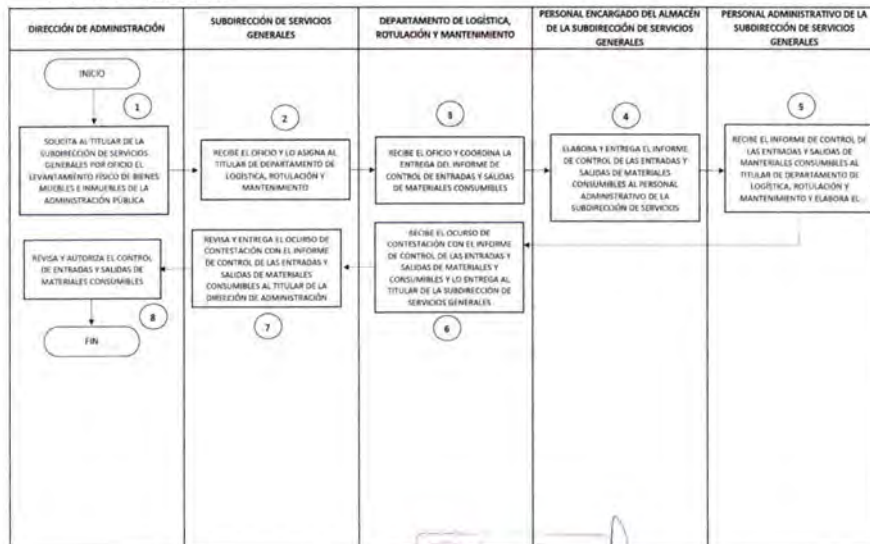 DIRECCIÓN DE ADMINISTRACIÓN
SUBDIRECCIÓN DE SERVICIOS
GENERALES
DEPARTAMENTO DE LOGÍSTICA,
ROTULACIÓN Y MANTENIMIENTO
PERSONAL ENCARGADO DEL ALMACÉN
DE LA SUBDIRECCIÓN DE SERVICIOS
GENERALES
PERSONAL ADMINISTRATIVO DE LA
SUBDIRECCIÓN DE SERVICIOS
GENERALES
INICIO
1
SOLICITA AL TITULAR DE LA
SUBDIRECCIÓN DE SERVICIOS
GENERALES POR OFICIO EL
LEVANTAMIENTO FÍSICO DE BIENES
MUEBLES E INMUEBLES DE LA
ADMINISTRACIÓN PÚBLICA
2
RECIBE EL OFICIO Y LO ASIGNA AL
TITULAR DE DEPARTAMENTO DE
LOGÍSTICA, ROTULACIÓN Y
MANTENIMIENTO
3
RECIBE EL OFICIO Y COORDINA LA
ENTREGA DEL INFORME DE
CONTROL DE ENTRADAS Y SALIDAS
DE MATERIALES CONSUMIBLES
4
ELABORA Y ENTREGA EL INFORME
DE CONTROL DE LAS ENTRADAS Y
SALIDAS DE MATERIALES
CONSUMIBLES AL PERSONAL
ADMINISTRATIVO DE LA
SUBDIRECCIÓN DE SERVICIOS
5
RECIBE EL INFORME DE CONTROL DE
LAS ENTRADAS Y SALIDAS DE
MANTERIALES CONSUMIBLES AL
TITULAR DE DEPARTAMENTO DE
LOGÍSTICA, ROTULACIÓN Y
MANTENIMIENTO Y ELABORA EL
RECIBE EL OCURSO DE
CONTESTACIÓN CON EL INFORME
DE CONTROL DE LAS ENTRADAS Y
SALIDAS DE MATERIALES Y
CONSUMIBLES Y LO ENTREGA AL
TITULAR DE LA SUBDIRECCIÓN DE
SERVICIOS GENERALES
6
REVISA Y ENTREGA EL OCURSO DE
CONTESTACIÓN CON EL INFORME
DE CONTROL DE LAS ENTRADAS Y
SALIDAS DE MATERIALES
CONSUMIBLES AL TITULAR DE LA
DIRECCIÓN DE ADMINISTRACIÓN
7
REVISA Y AUTORIZA EL CONTROL
DE ENTRADAS Y SALIDAS DE
MATERIALES CONSUMIBLES
8
FIN